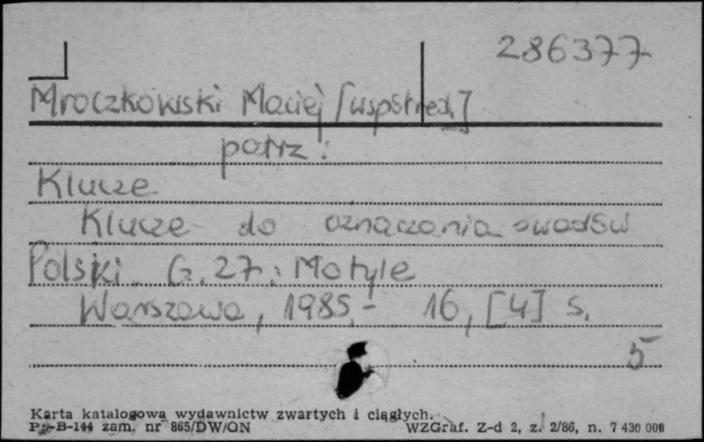 286377
Mroczkowski Maciej [współred.]
patrz:
Klucze
Klucze do oznaczania owadów
Polski. G. 27: Motyle
Warszawa, 1985.- 16, [4] s.
5
Karta katalogowa wydawnictw zwartych i ciągłych.
Pu-B-144 zam. nr 865/DW/ON WZGraf. Z-d 2, z. 2/86, n. 7 430 000